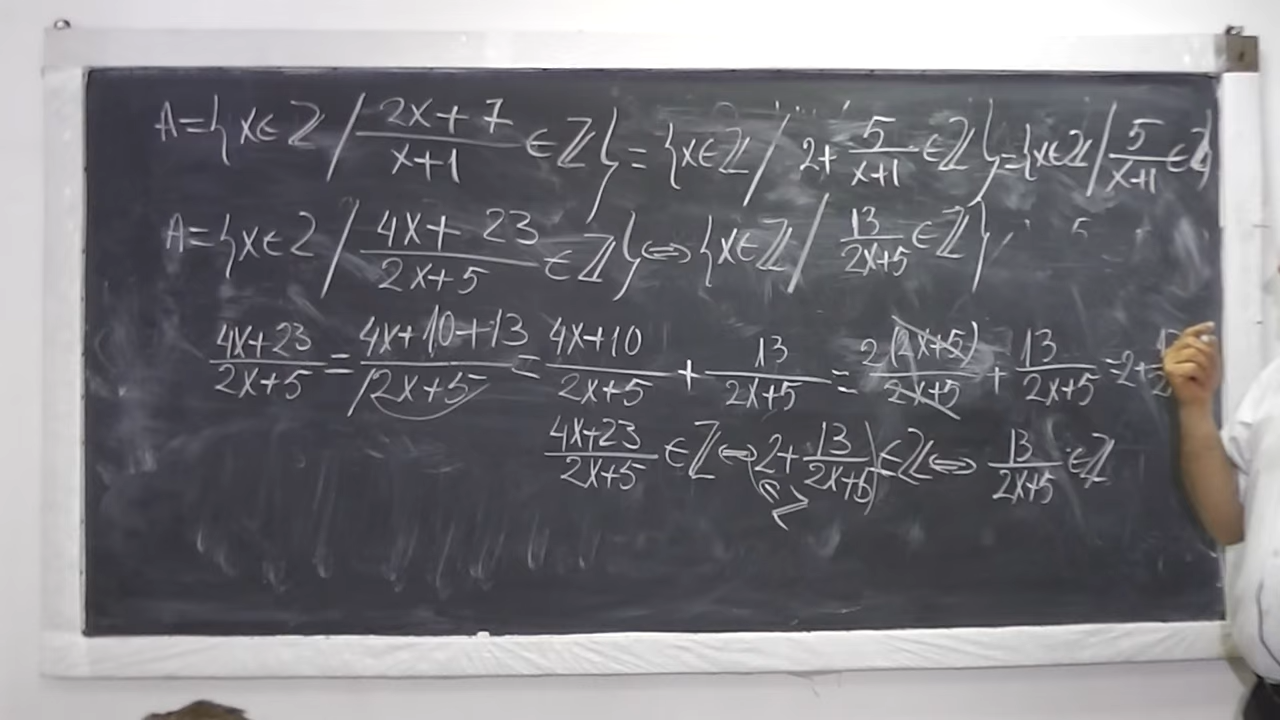 A={x∈Z / (2x+7)/(x+1) ∈ Z} = {x∈Z / 2+ 5/(x+1) ∈ Z} = {x∈Z / 5/(x+1) ∈ Z}
A={x∈Z / (4x+23)/(2x+5) ∈ Z} ⇔ {x∈Z / 13/(2x+5) ∈ Z} 5
(4x+23)/(2x+5) = (4x+10+13)/(2x+5) = (4x+10)/(2x+5) + 13/(2x+5) = 2(2x+5)/(2x+5) + 13/(2x+5) = 2+
(4x+23)/(2x+5) ∈ Z ⇔ (2+ 13/(2x+5)) ∈ Z ⇔ 13/(2x+5) ∈ Z
∈Z